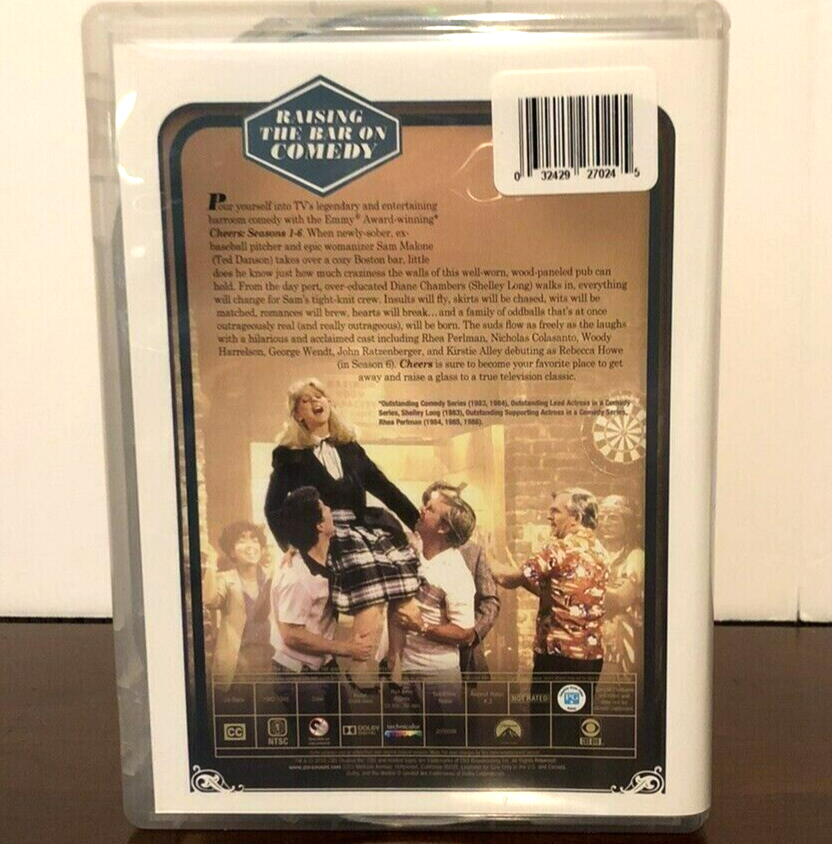 RAISING
THE BAR ON
COMEDY
0 32429 27024 5
Pour yourself into TV's legendary and entertaining
barroom comedy with the Emmy® Award-winning*
Cheers: Seasons 1-6. When newly-sober, ex-
baseball pitcher and epic womanizer Sam Malone
(Ted Danson) takes over a cozy Boston bar, little
does he know just how much craziness the walls of this well-worn, wood-paneled pub can
hold. From the day pert, over-educated Diane Chambers (Shelley Long) walks in, everything
will change for Sam's tight-knit crew. Insults will fly, skirts will be chased, wits will be
matched, romances will brew, hearts will break...and a family of oddballs that's at once
outrageously real (and really outrageous), will be born. The suds flow as freely as the laughs
with a hilarious and acclaimed cast including Rhea Perlman, Nicholas Colasanto, Woody
Harrelson, George Wendt, John Ratzenberger, and Kirstie Alley debuting as Rebecca Howe
(in Season 6). Cheers is sure to become your favorite place to get
away and raise a glass to a true television classic.
*Outstanding Comedy Series (1983, 1984), Outstanding Lead Actress in a Comedy
Series, Shelley Long (1983), Outstanding Supporting Actress in a Comedy Series,
Rhea Perlman (1984, 1985, 1986).
NOT RATED
PG
CC
1
NTSC
DOLBY
technicolor
CBS DVD